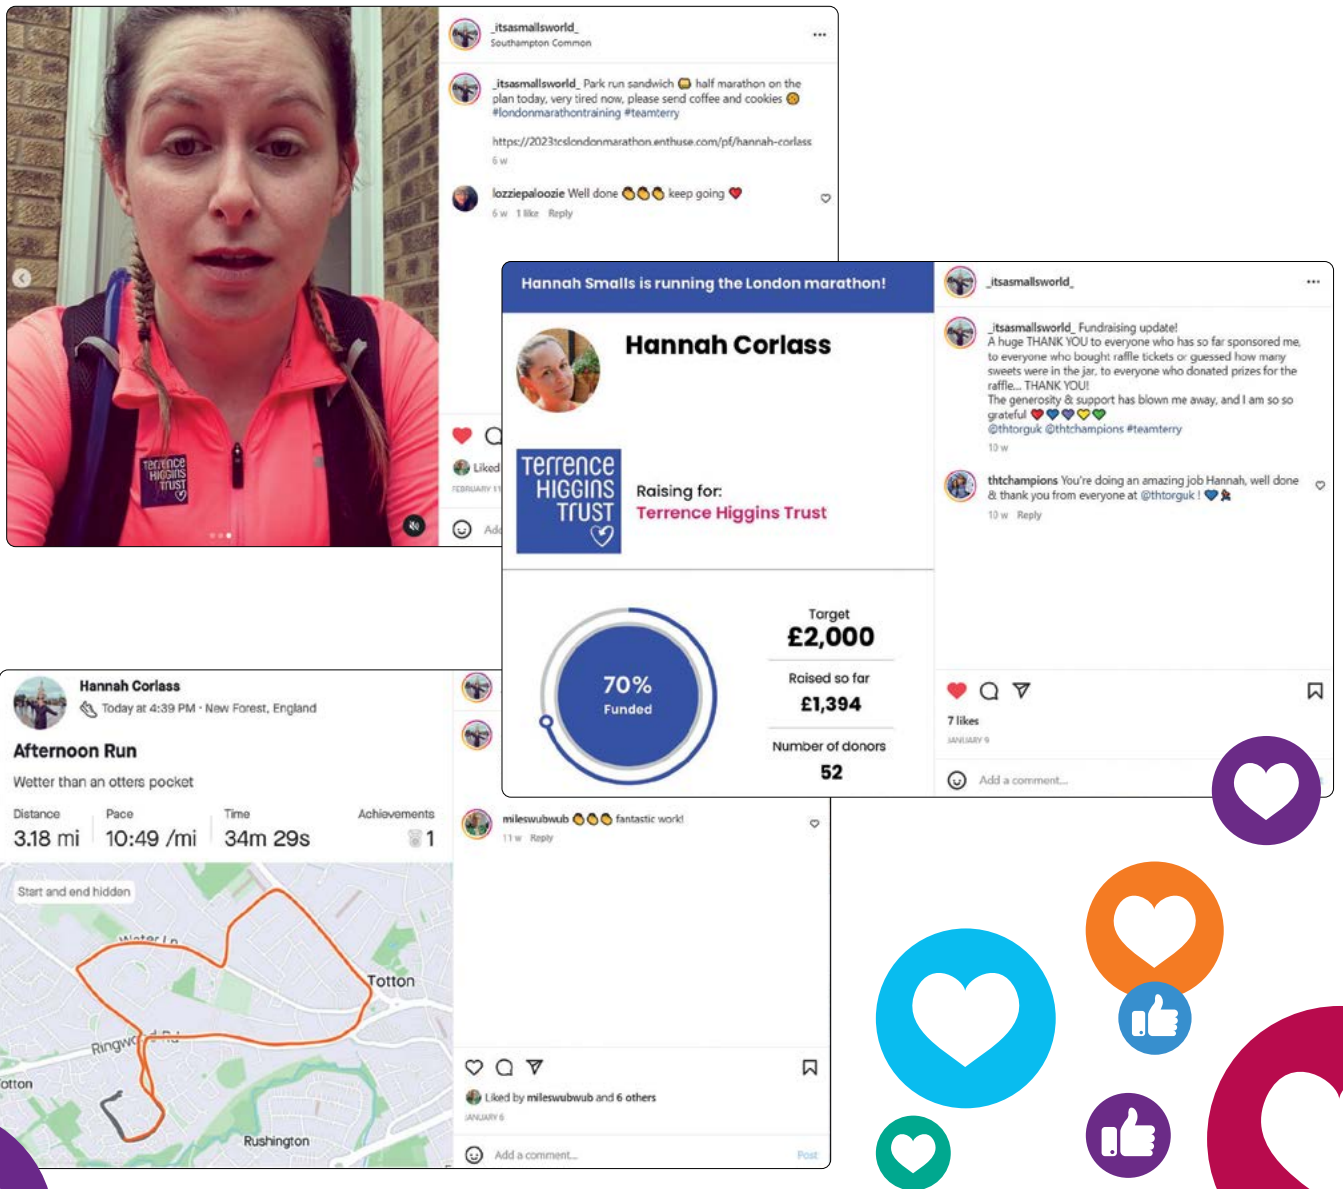 _itsasmallsworld_
Southampton Common
_itsasmallsworld_ Park run sandwich half marathon on the
plan today, very tired now, please send coffee and cookies
#londonmarathontraining #teamterry
https://2023tcslondonmarathon.enthuse.com/pf/hannah-corlass
6 w
lozziepaloozie Well done keep going
6 w 1 like Reply
Terrence
Higgins
Trust
Liked
FEBRUARY 11
Add
Hannah Smalls is running the London marathon!
Hannah Corlass
Terrence
Higgins
Trust
Raising for:
Terrence Higgins Trust
70%
Funded
Target
£2,000
Raised so far
£1,394
Number of donors
52
_itsasmallsworld_
_itsasmallsworld_ Fundraising update!
A huge THANK YOU to everyone who has so far sponsored me,
to everyone who bought raffle tickets or guessed how many
sweets were in the jar, to everyone who donated prizes for the
raffle... THANK YOU!
The generosity & support has blown me away, and I am so so
grateful
@thtorguk @thtchampions #teamterry
10 w
thtchampions You're doing an amazing job Hannah, well done
& thank you from everyone at @thtorguk !
10 w Reply
7 likes
JANUARY 9
Add a comment...
Hannah Corlass
Today at 4:39 PM · New Forest, England
Afternoon Run
Wetter than an otters pocket
Distance
3.18 mi
Pace
10:49 /mi
Time
34m 29s
Achievements
1
Start and end hidden
Water Ln
Totton
Ringwood Rd
otton
Rushington
mileswubwub fantastic work!
11 w Reply
Liked by mileswubwub and 6 others
JANUARY 6
Add a comment...
Post